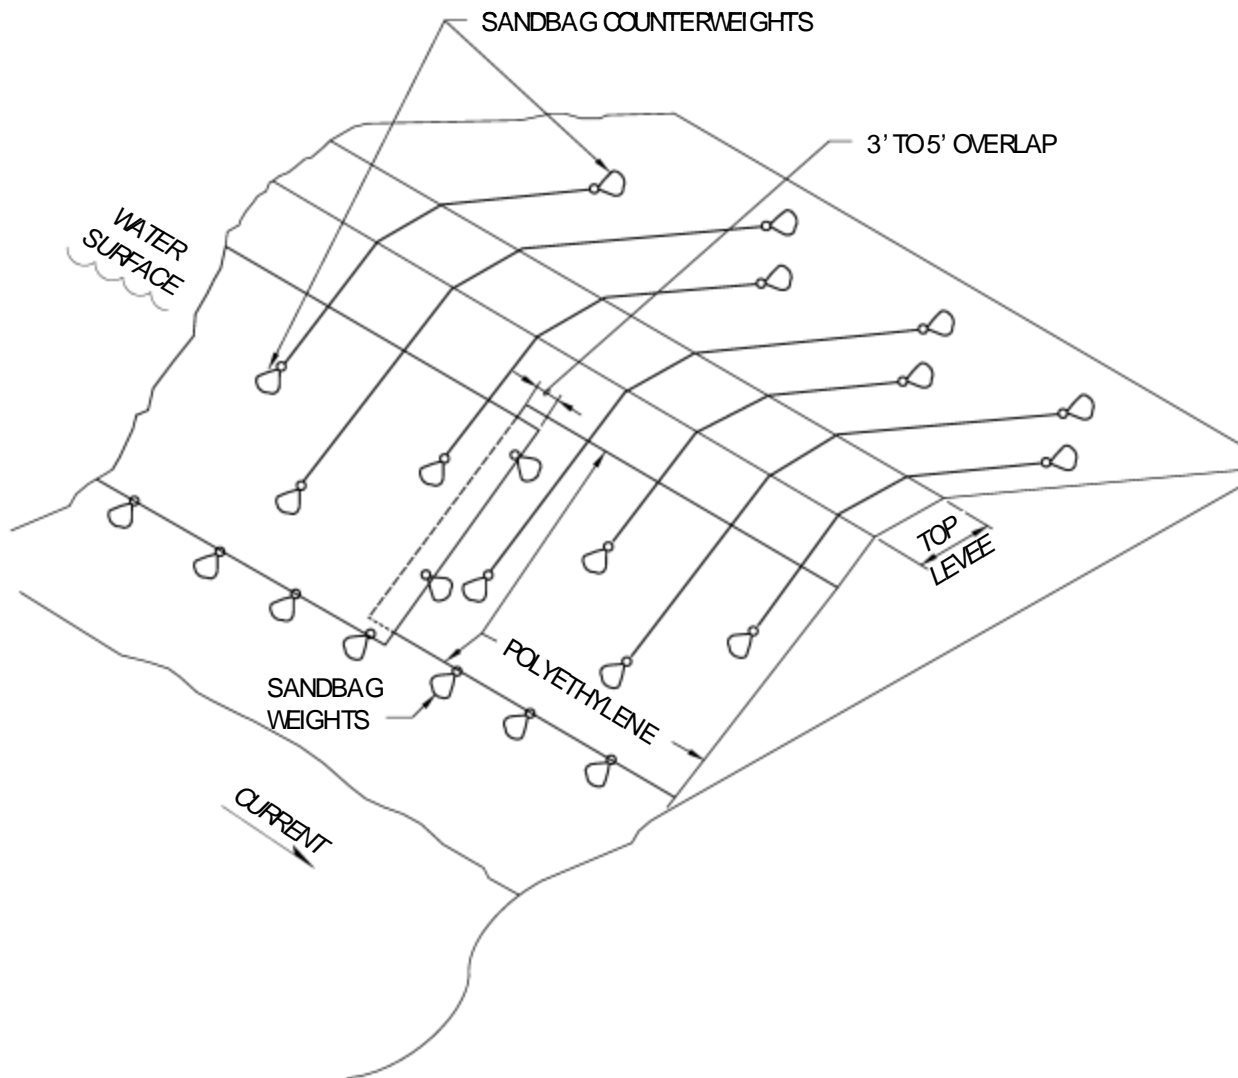 SANDBAG COUNTERWEIGHTS
3' TO 5' OVERLAP
WATER
SURFACE
TOP
LEVEE
POLYETHYLENE
SANDBAG
WEIGHTS
CURRENT